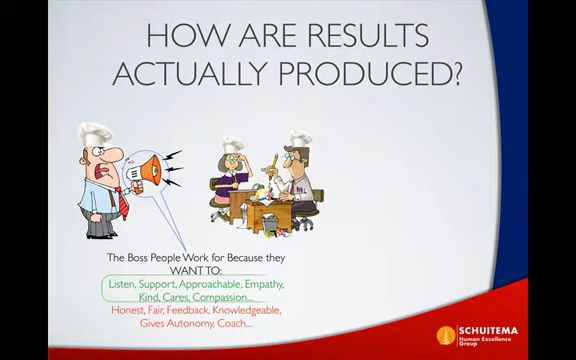 HOW ARE RESULTS
ACTUALLY PRODUCED?
The Boss People Work for Because they
WANT TO:
Listen, Support, Approachable, Empathy,
Kind, Cares, Compassion...
Honest, Fair, Feedback, Knowledgeable,
Gives Autonomy, Coach...
SCHUITEMA
Human Excellence
Group